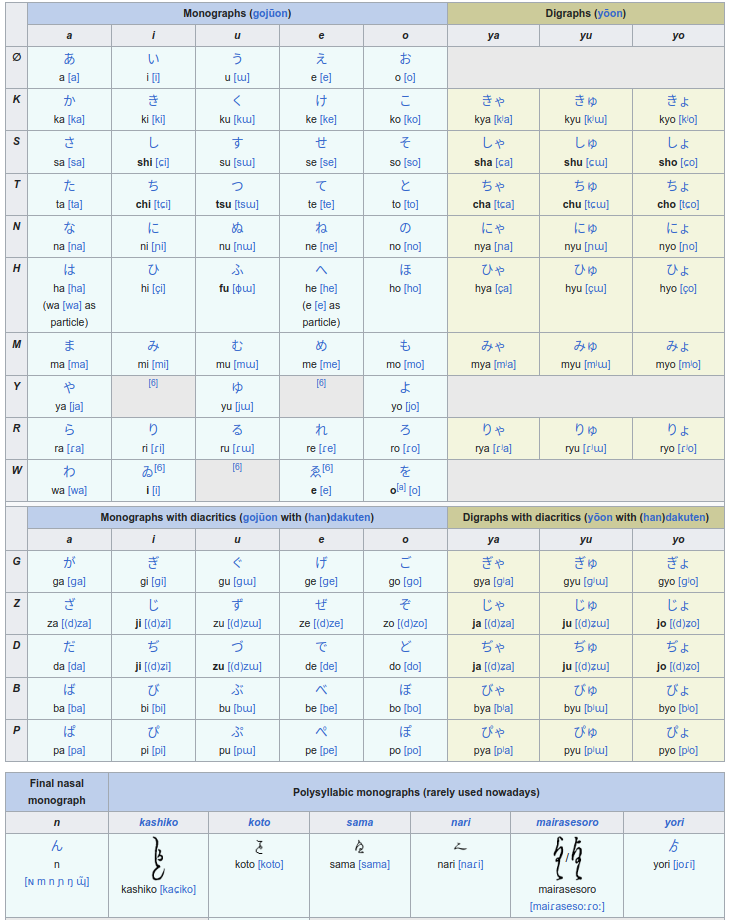 Monographs (gojūon) Digraphs (yōon)
a i u e o ya yu yo
∅ あ い う え お
a [a] i [i] u [ɯ] e [e] o [o]
K か き く け こ きゃ きゅ きょ
ka [ka] ki [ki] ku [kɯ] ke [ke] ko [ko] kya [kʲa] kyu [kʲɯ] kyo [kʲo]
S さ し す せ そ しゃ しゅ しょ
sa [sa] shi [ɕi] su [sɯ] se [se] so [so] sha [ɕa] shu [ɕɯ] sho [ɕo]
T た ち つ て と ちゃ ちゅ ちょ
ta [ta] chi [tɕi] tsu [tsɯ] te [te] to [to] cha [tɕa] chu [tɕɯ] cho [tɕo]
N な に ぬ ね の にゃ にゅ にょ
na [na] ni [ɲi] nu [nɯ] ne [ne] no [no] nya [ɲa] nyu [ɲɯ] nyo [ɲo]
H は ひ ふ へ ほ ひゃ ひゅ ひょ
ha [ha] hi [çi] fu [ɸɯ] he [he] ho [ho] hya [ça] hyu [çɯ] hyo [ço]
(wa [wa] as (e [e] as
particle) particle)
M ま み む め も みゃ みゅ みょ
ma [ma] mi [mi] mu [mɯ] me [me] mo [mo] mya [mʲa] myu [mʲɯ] myo [mʲo]
Y や [6] ゆ [6] よ
ya [ja] yu [jɯ] yo [jo]
R ら り る れ ろ りゃ りゅ りょ
ra [ɾa] ri [ɾi] ru [ɾɯ] re [ɾe] ro [ɾo] rya [ɾʲa] ryu [ɾʲɯ] ryo [ɾʲo]
W わ ゐ[6] [6] ゑ[6] を
wa [wa] i [i] e [e] o[a] [o]
Monographs with diacritics (gojūon with (han)dakuten) Digraphs with diacritics (yōon with (han)dakuten)
a i u e o ya yu yo
G が ぎ ぐ げ ご ぎゃ ぎゅ ぎょ
ga [ɡa] gi [ɡi] gu [ɡɯ] ge [ɡe] go [ɡo] gya [ɡʲa] gyu [ɡʲɯ] gyo [ɡʲo]
Z ざ じ ず ぜ ぞ じゃ じゅ じょ
za [(d)za] ji [(d)ʑi] zu [(d)zɯ] ze [(d)ze] zo [(d)zo] ja [(d)ʑa] ju [(d)ʑɯ] jo [(d)ʑo]
D だ ぢ づ で ど ぢゃ ぢゅ ぢょ
da [da] ji [(d)ʑi] zu [(d)zɯ] de [de] do [do] ja [(d)ʑa] ju [(d)ʑɯ] jo [(d)ʑo]
B ば び ぶ べ ぼ びゃ びゅ びょ
ba [ba] bi [bi] bu [bɯ] be [be] bo [bo] bya [bʲa] byu [bʲɯ] byo [bʲo]
P ぱ ぴ ぷ ぺ ぽ ぴゃ ぴゅ ぴょ
pa [pa] pi [pi] pu [pɯ] pe [pe] po [po] pya [pʲa] pyu [pʲɯ] pyo [pʲo]
Final nasal
monograph Polysyllabic monographs (rarely used nowadays)
n kashiko koto sama nari mairasesoro yori
ん / ゟ
n kashiko [kaɕiko] koto [koto] sama [sama] nari [naɾi] mairasesoro yori [joɾi]
[ɴ m n ɲ ŋ ɰ̃] [maiɾasesoːɾoː]